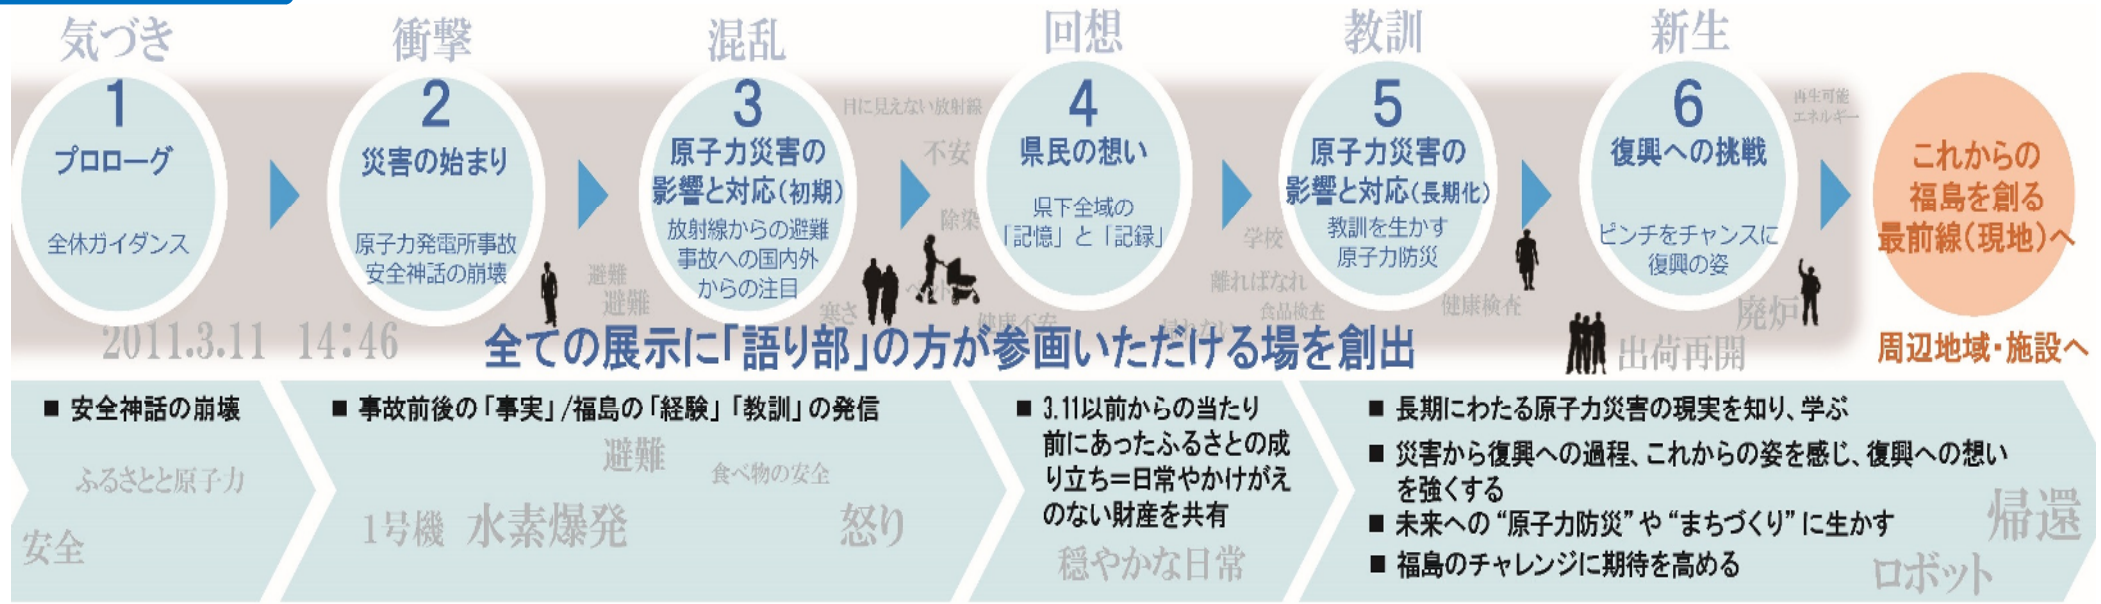 気づき
衝撃
混乱
回想
教訓
新生
1
プロローグ
全体ガイダンス
2
災害の始まり
原子力発電所事故
安全神話の崩壊
3
原子力災害の
影響と対応(初期)
放射線からの避難
事故への国内外
からの注目
4
県民の想い
県下全域の
「記憶」と「記録」
5
原子力災害の
影響と対応(長期化)
教訓を生かす
原子力防災
6
復興への挑戦
ピンチをチャンスに
復興の姿
これからの
福島を創る
最前線(現地)へ
周辺地域・施設へ
目に見えない放射線
不安
除染
避難
避難
寒さ
ペット
健康不安
帰れない
学校
離ればなれ
食品検査
健康検査
再生可能
エネルギー
廃炉
出荷再開
2011.3.11 14:46
全ての展示に「語り部」の方が参画いただける場を創出
■ 安全神話の崩壊
ふるさとと原子力
安全
■ 事故前後の「事実」/福島の「経験」「教訓」の発信
避難
食べ物の安全
1号機 水素爆発
怒り
■ 3.11以前からの当たり
前にあったふるさとの成
り立ち＝日常やかけがえ
のない財産を共有
穏やかな日常
■ 長期にわたる原子力災害の現実を知り、学ぶ
■ 災害から復興への過程、これからの姿を感じ、復興への想い
を強くする
■ 未来への“原子力防災”や“まちづくり”に生かす
■ 福島のチャレンジに期待を高める
帰還
ロボット